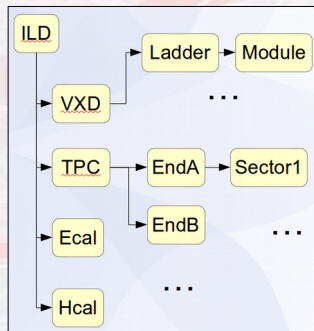 ILD
Ladder
Module
VXD
...
TPC
EndA
Sector1
EndB
...
Ecal
...
Hcal